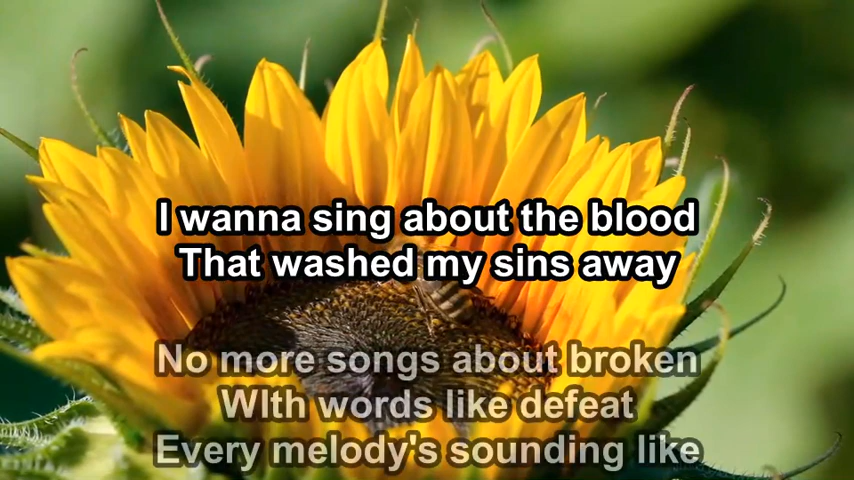 I wanna sing about the blood
That washed my sins away
No more songs about broken
WIth words like defeat
Every melody's sounding like